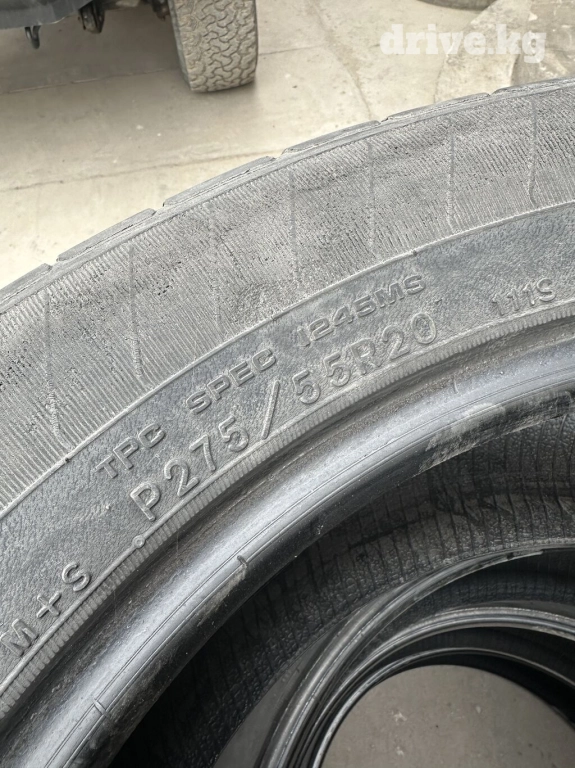 drive.kg
TPC SPEC 1245MS
P275/55R20 111S
M+S